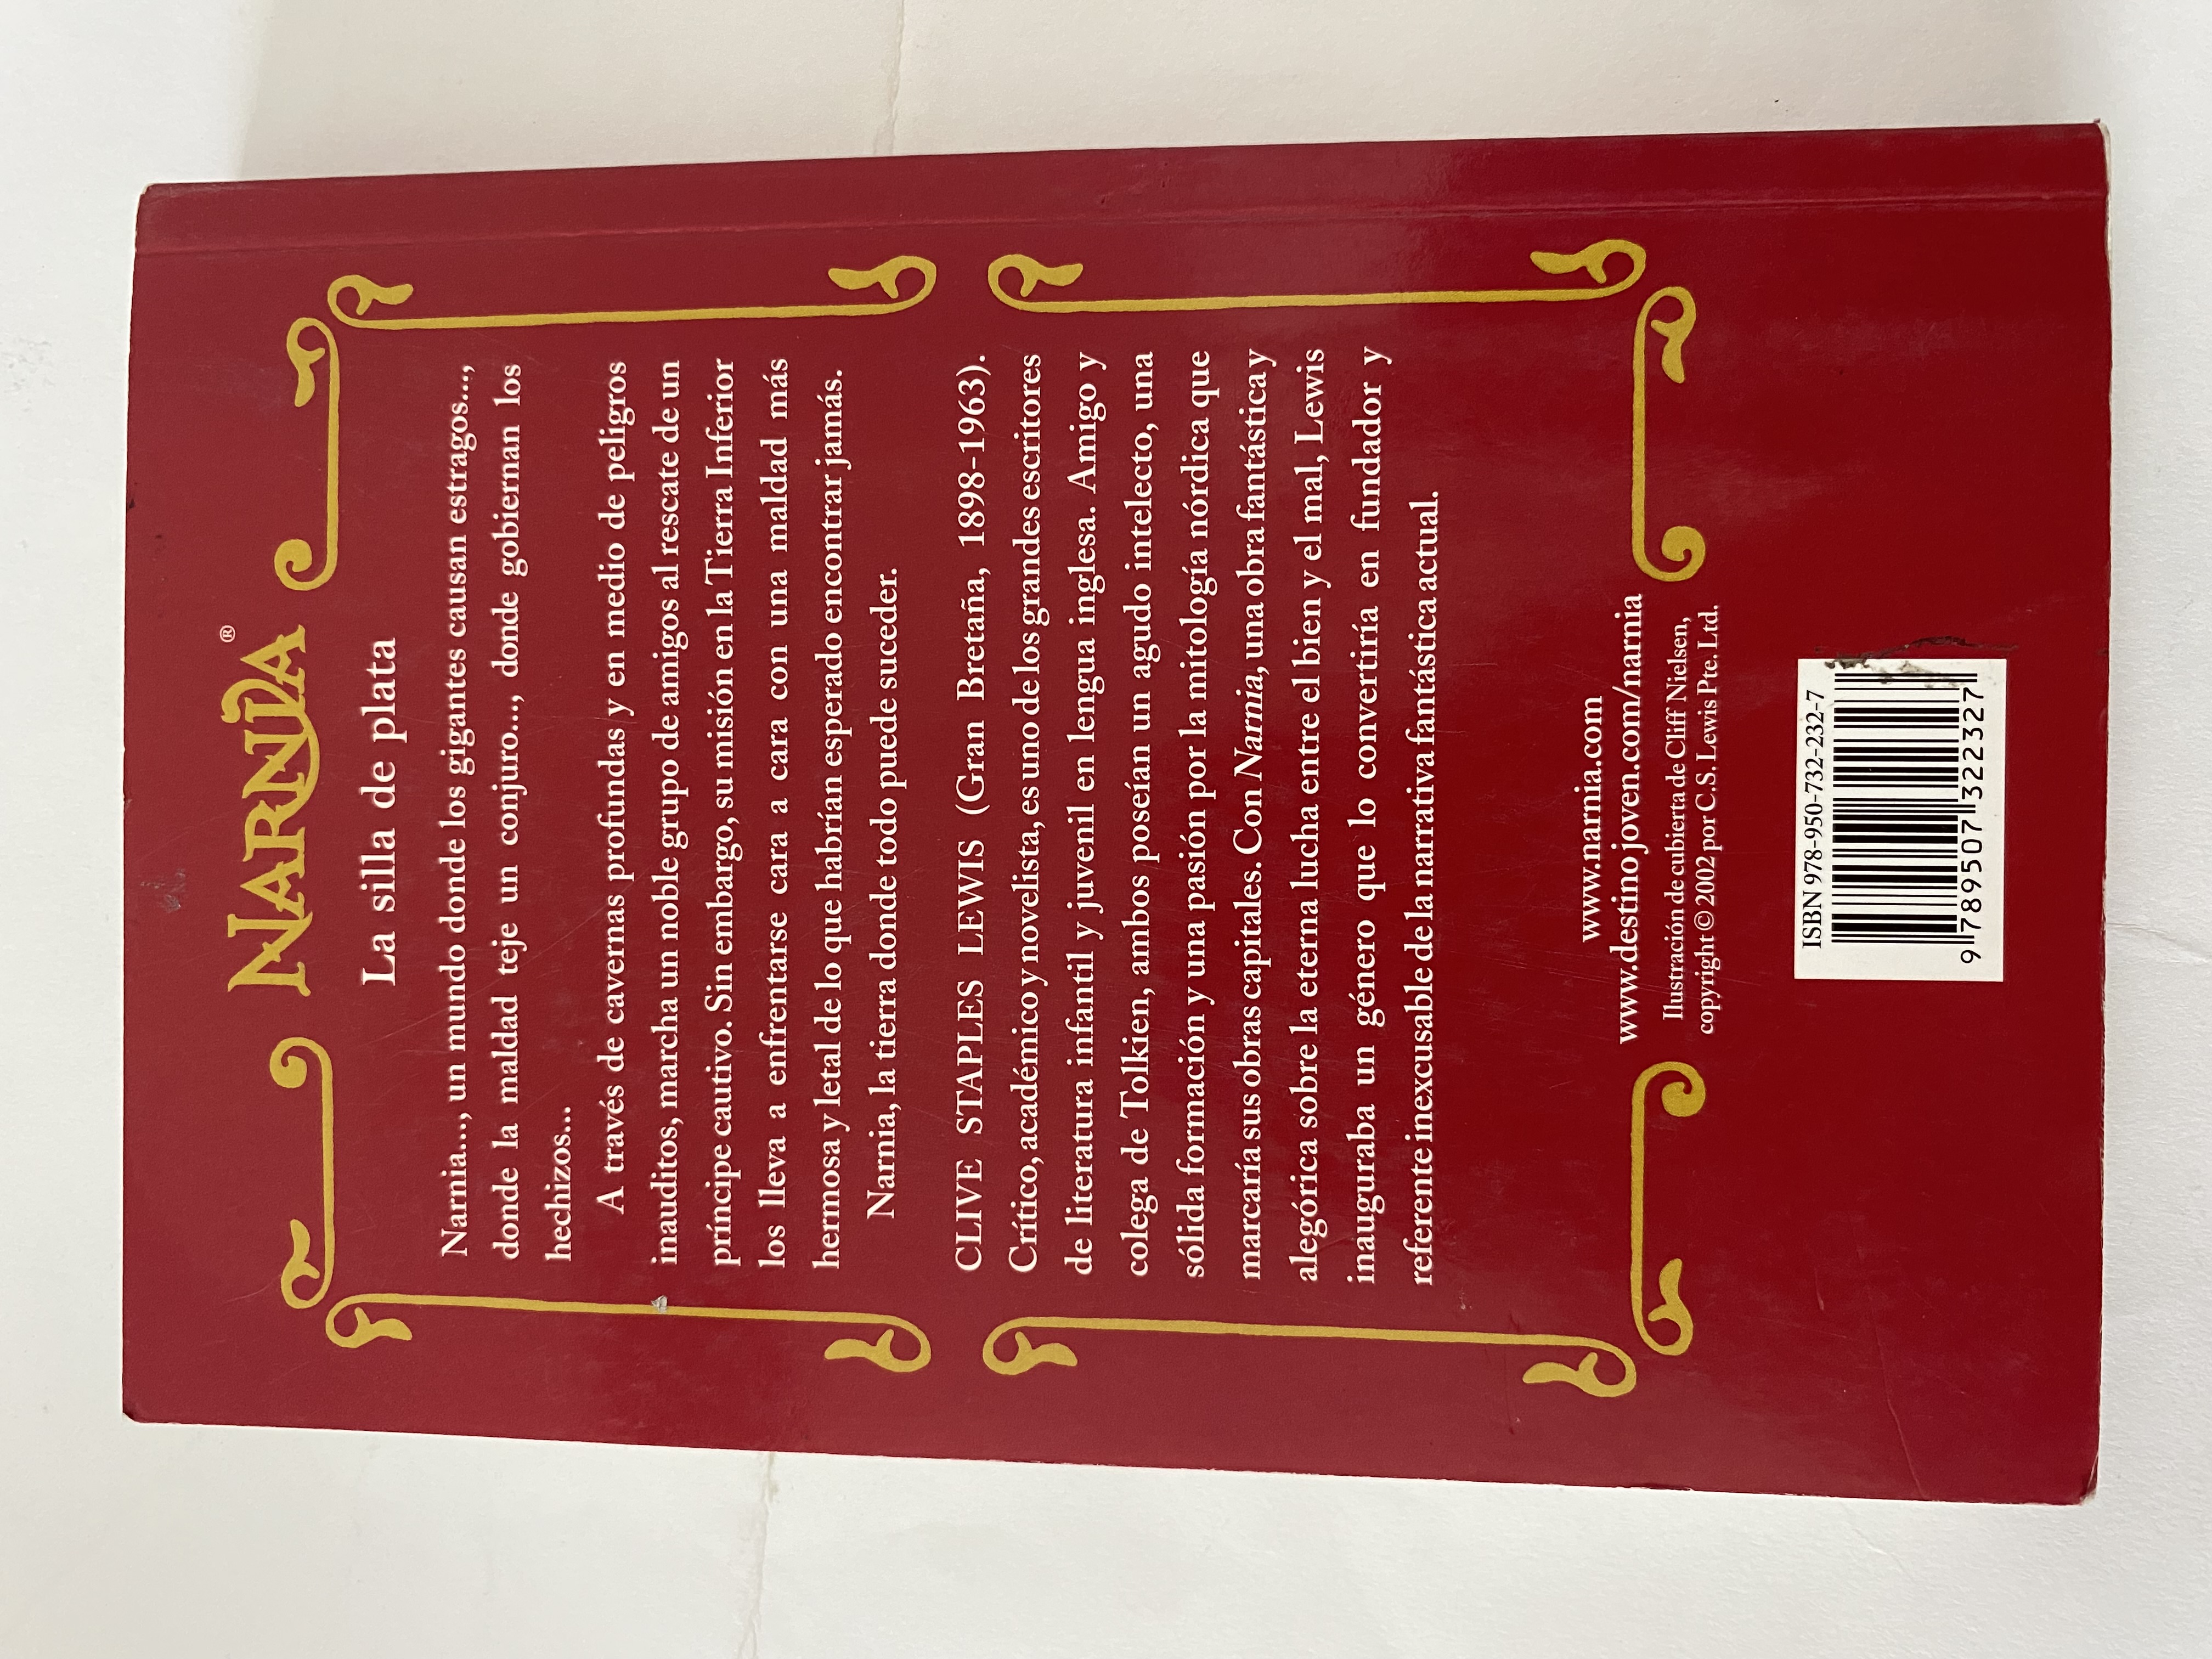 NARNIA®
La silla de plata
Narnia..., un mundo donde los gigantes causan estragos...,
donde la maldad teje un conjuro..., donde gobiernan los
hechizos...
A través de cavernas profundas y en medio de peligros
inauditos, marcha un noble grupo de amigos al rescate de un
príncipe cautivo. Sin embargo, su misión en la Tierra Inferior
los lleva a enfrentarse cara a cara con una maldad más
hermosa y letal de lo que habrían esperado encontrar jamás.
Narnia, la tierra donde todo puede suceder.
CLIVE STAPLES LEWIS (Gran Bretaña, 1898-1963).
Crítico, académico y novelista, es uno de los grandes escritores
de literatura infantil y juvenil en lengua inglesa. Amigo y
colega de Tolkien, ambos poseían un agudo intelecto, una
sólida formación y una pasión por la mitología nórdica que
marcaría sus obras capitales. Con Narnia, una obra fantástica y
alegórica sobre la eterna lucha entre el bien y el mal, Lewis
inauguraba un género que lo convertiría en fundador y
referente inexcusable de la narrativa fantástica actual.
www.narnia.com
www.destinojoven.com/narnia
Ilustración de cubierta de Cliff Nielsen,
copyright © 2002 por C.S. Lewis Pte. Ltd.
ISBN 978-950-732-232-7
9 789507 322327